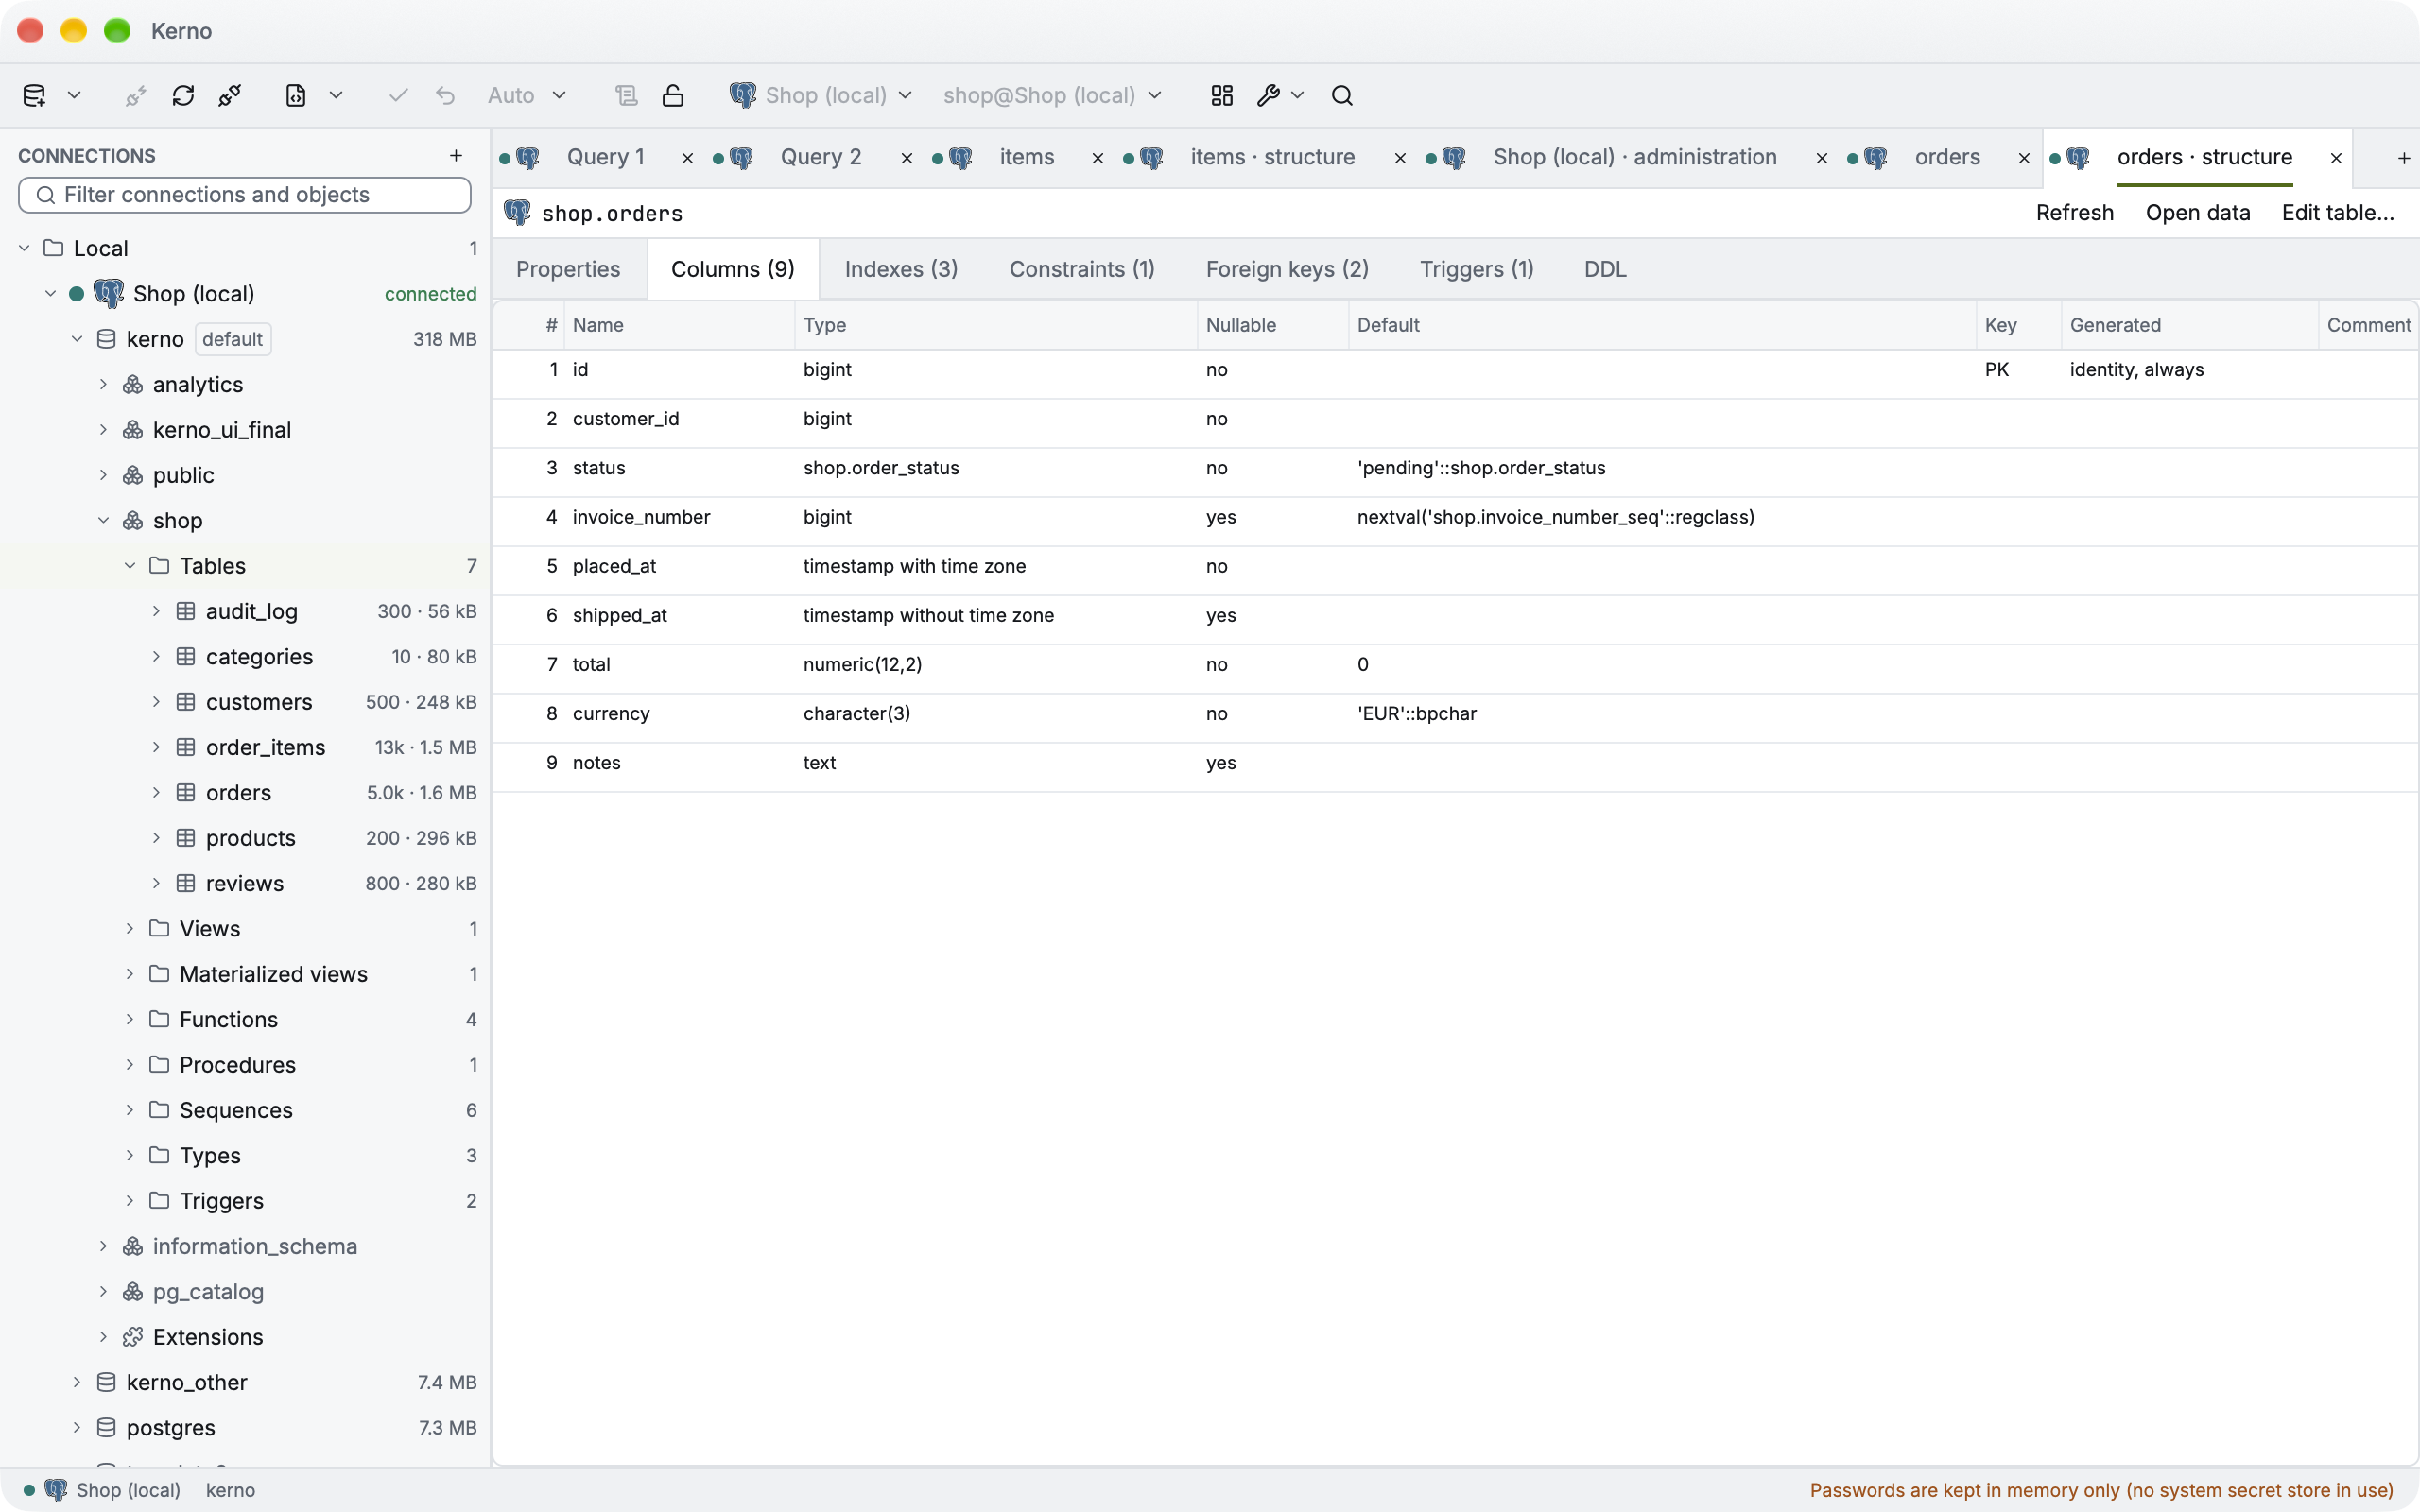 Kerno
Auto
Shop (local)
shop@Shop (local)
CONNECTIONS
Filter connections and objects
Local 1
Shop (local) connected
kerno default 318 MB
analytics
kerno_ui_final
public
shop
Tables 7
audit_log 300 · 56 kB
categories 10 · 80 kB
customers 500 · 248 kB
order_items 13k · 1.5 MB
orders 5.0k · 1.6 MB
products 200 · 296 kB
reviews 800 · 280 kB
Views 1
Materialized views 1
Functions 4
Procedures 1
Sequences 6
Types 3
Triggers 2
information_schema
pg_catalog
Extensions
kerno_other 7.4 MB
postgres 7.3 MB
Query 1
Query 2
items
items · structure
Shop (local) · administration
orders
orders · structure
shop.orders
Refresh
Open data
Edit table...
Properties
Columns (9)
Indexes (3)
Constraints (1)
Foreign keys (2)
Triggers (1)
DDL
# Name Type Nullable Default Key Generated Comment
1 id bigint no PK identity, always
2 customer_id bigint no
3 status shop.order_status no 'pending'::shop.order_status
4 invoice_number bigint yes nextval('shop.invoice_number_seq'::regclass)
5 placed_at timestamp with time zone no
6 shipped_at timestamp without time zone yes
7 total numeric(12,2) no 0
8 currency character(3) no 'EUR'::bpchar
9 notes text yes
Shop (local) kerno
Passwords are kept in memory only (no system secret store in use)